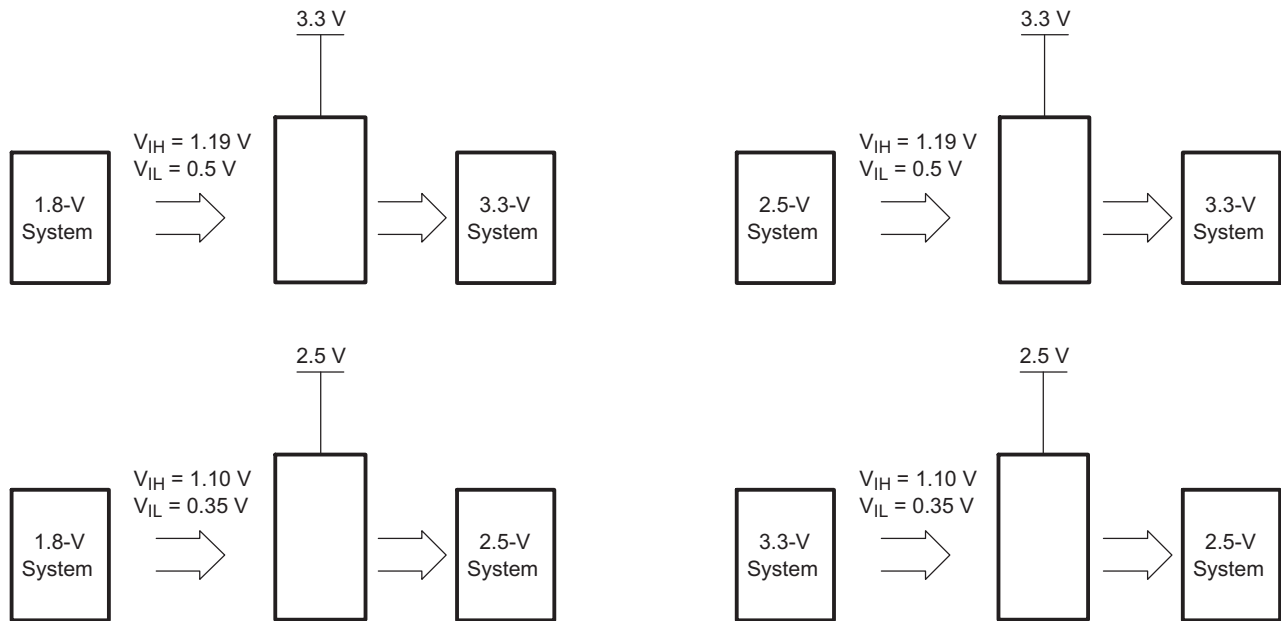 3.3 V
V_IH = 1.19 V
V_IL = 0.5 V
1.8-V
System
3.3-V
System
3.3 V
V_IH = 1.19 V
V_IL = 0.5 V
2.5-V
System
3.3-V
System
2.5 V
V_IH = 1.10 V
V_IL = 0.35 V
1.8-V
System
2.5-V
System
2.5 V
V_IH = 1.10 V
V_IL = 0.35 V
3.3-V
System
2.5-V
System